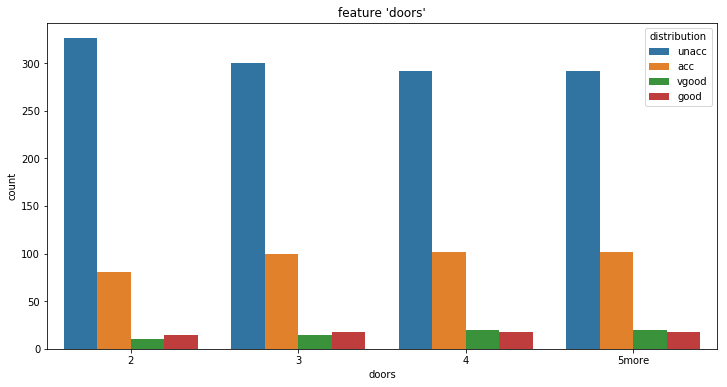 feature 'doors'
distribution
unacc
acc
vgood
good
count
300
250
200
150
100
50
0
2 3 4 5more
doors